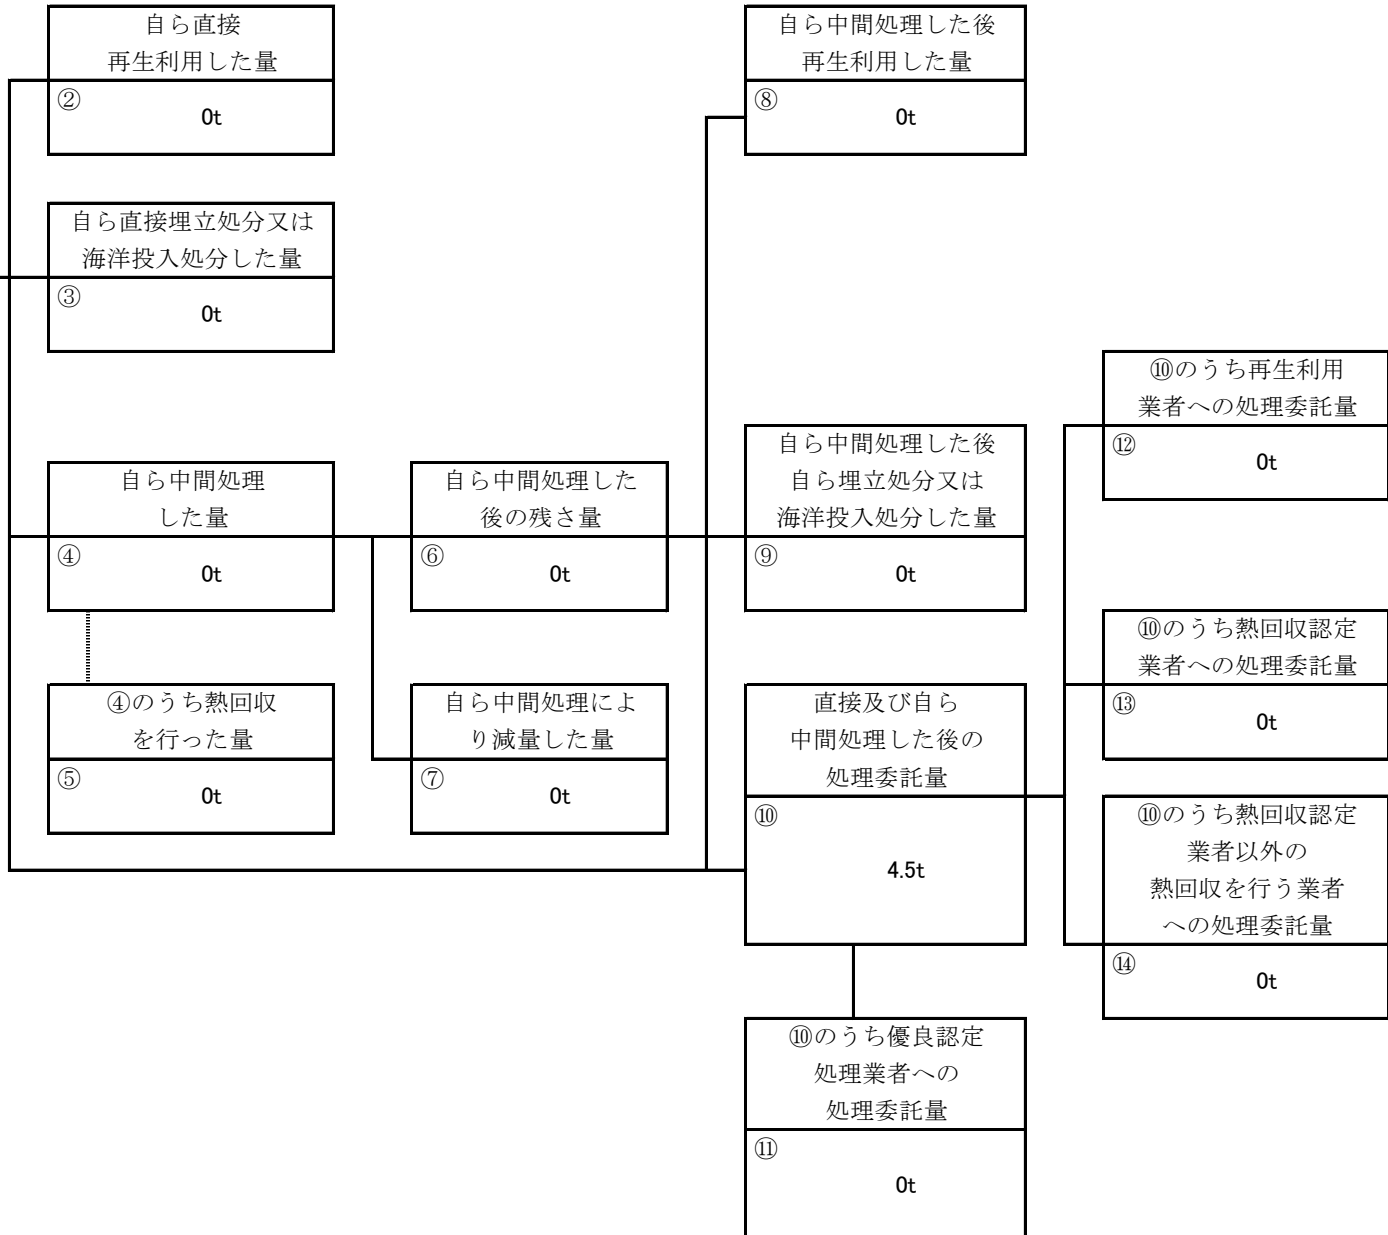 自ら直接
再生利用した量
②
0t
自ら中間処理した後
再生利用した量
⑧
0t
自ら直接埋立処分又は
海洋投入処分した量
③
0t
⑩のうち再生利用
業者への処理委託量
⑫
0t
自ら中間処理
した量
④
0t
自ら中間処理した
後の残さ量
⑥
0t
自ら中間処理した後
自ら埋立処分又は
海洋投入処分した量
⑨
0t
⑩のうち熱回収認定
業者への処理委託量
⑬
0t
④のうち熱回収
を行った量
⑤
0t
自ら中間処理によ
り減量した量
⑦
0t
直接及び自ら
中間処理した後の
処理委託量
⑩
4.5t
⑩のうち熱回収認定
業者以外の
熱回収を行う業者
への処理委託量
⑭
0t
⑩のうち優良認定
処理業者への
処理委託量
⑪
0t